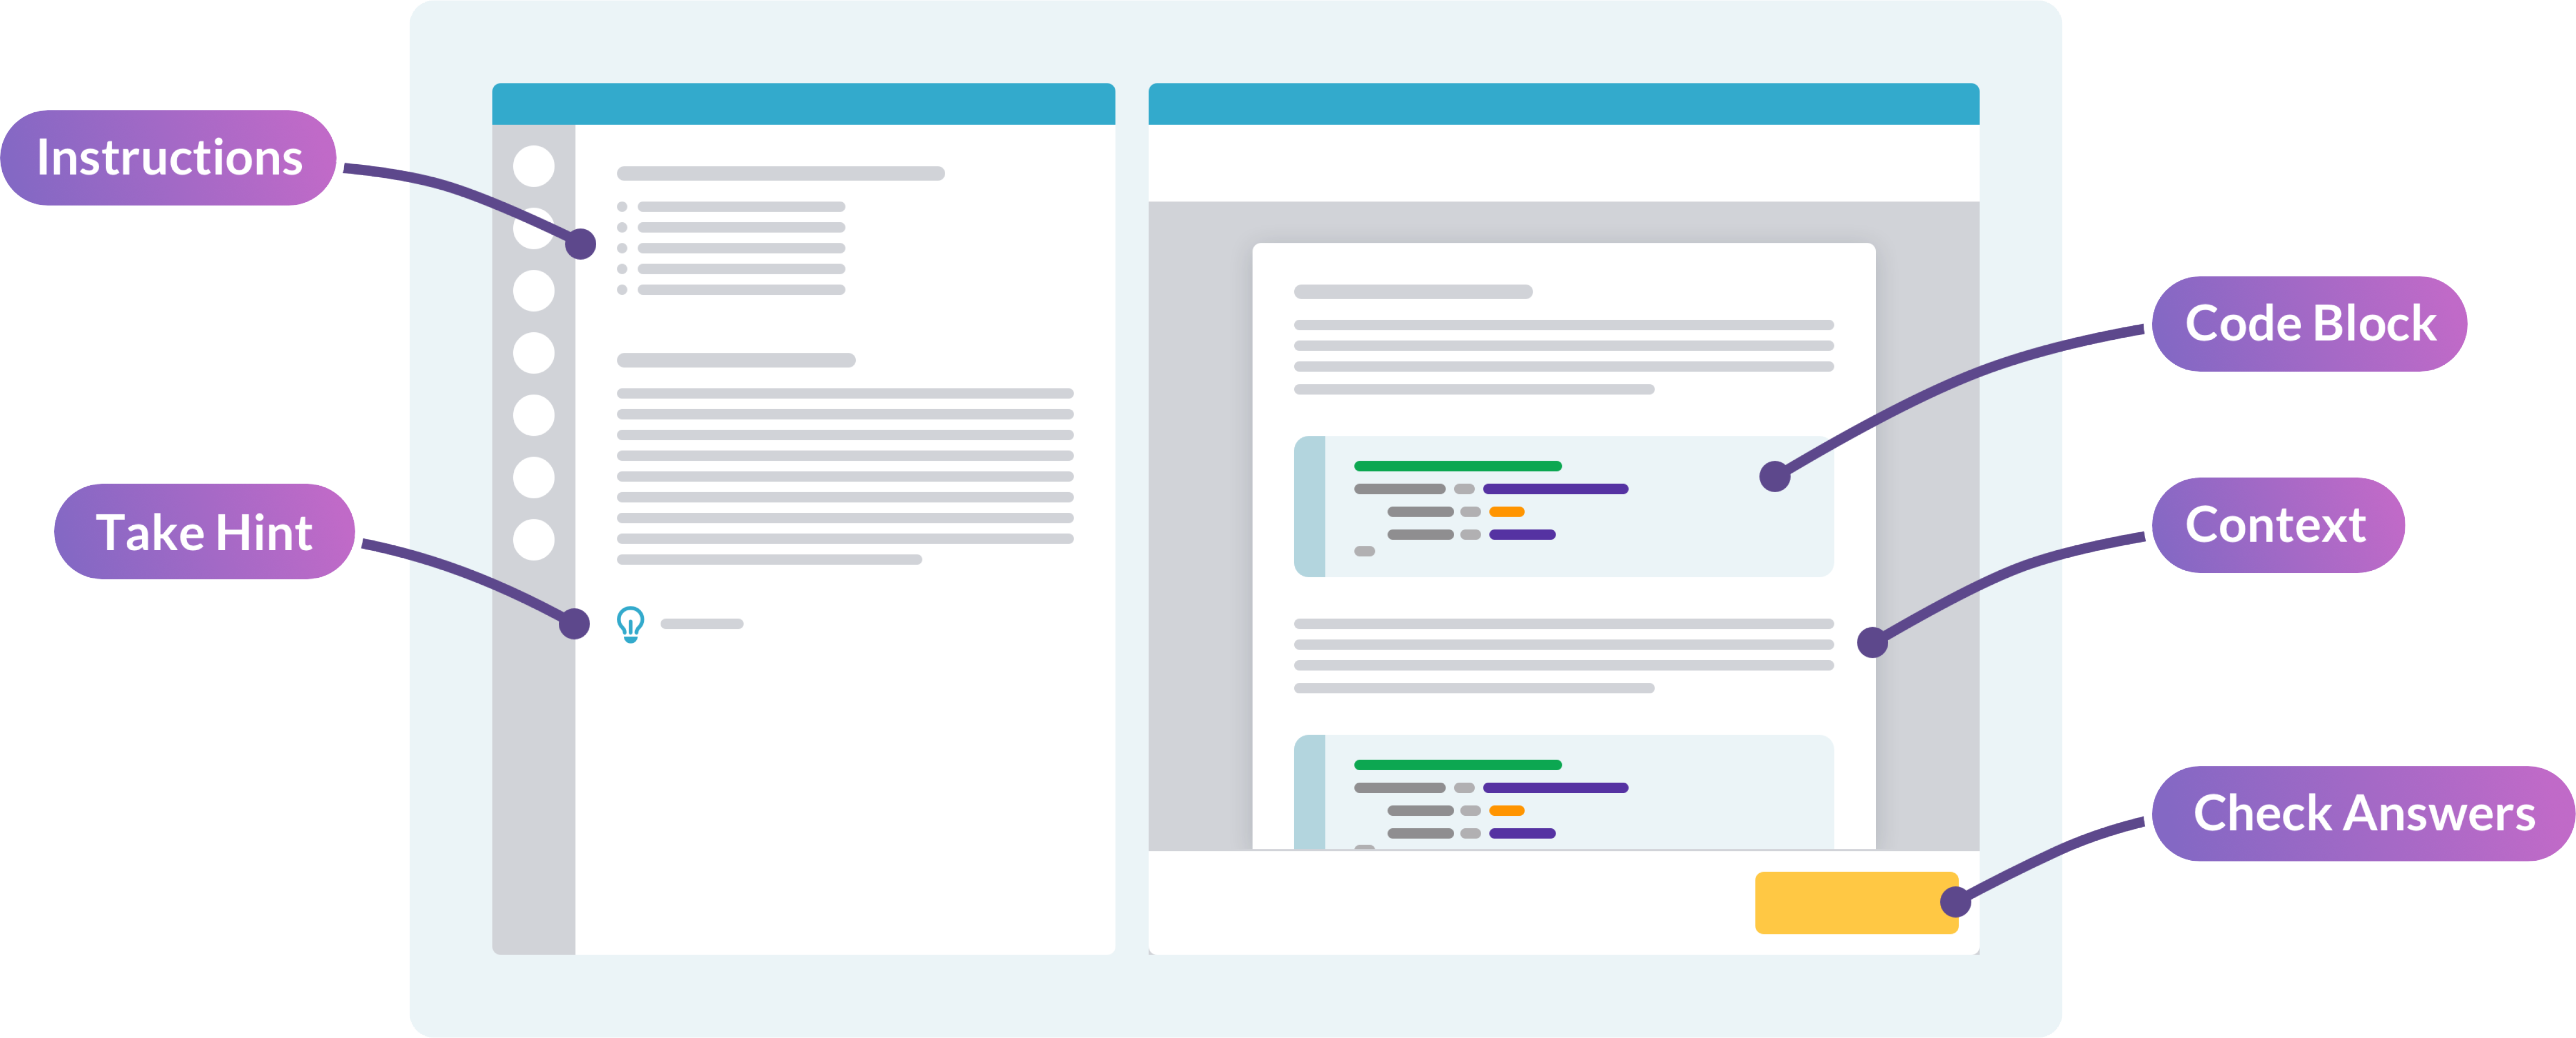 Instructions
Take Hint
Code Block
Context
Check Answers